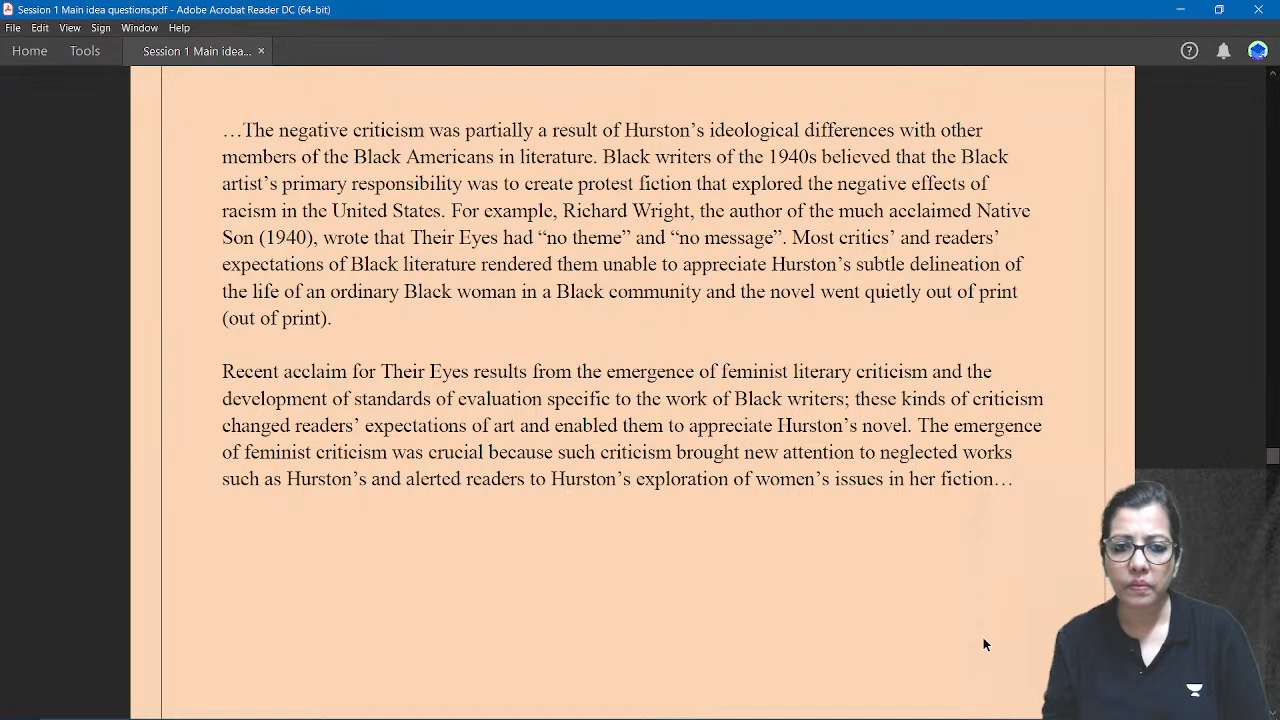 Session 1 Main idea questions.pdf - Adobe Acrobat Reader DC (64-bit)
File Edit View Sign Window Help
Home Tools Session 1 Main idea... ×
…The negative criticism was partially a result of Hurston’s ideological differences with other
members of the Black Americans in literature. Black writers of the 1940s believed that the Black
artist’s primary responsibility was to create protest fiction that explored the negative effects of
racism in the United States. For example, Richard Wright, the author of the much acclaimed Native
Son (1940), wrote that Their Eyes had “no theme” and “no message”. Most critics’ and readers’
expectations of Black literature rendered them unable to appreciate Hurston’s subtle delineation of
the life of an ordinary Black woman in a Black community and the novel went quietly out of print
(out of print).
Recent acclaim for Their Eyes results from the emergence of feminist literary criticism and the
development of standards of evaluation specific to the work of Black writers; these kinds of criticism
changed readers’ expectations of art and enabled them to appreciate Hurston’s novel. The emergence
of feminist criticism was crucial because such criticism brought new attention to neglected works
such as Hurston’s and alerted readers to Hurston’s exploration of women’s issues in her fiction…